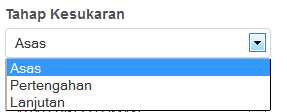 Tahap Kesukaran
Asas
Asas
Pertengahan
Lanjutan